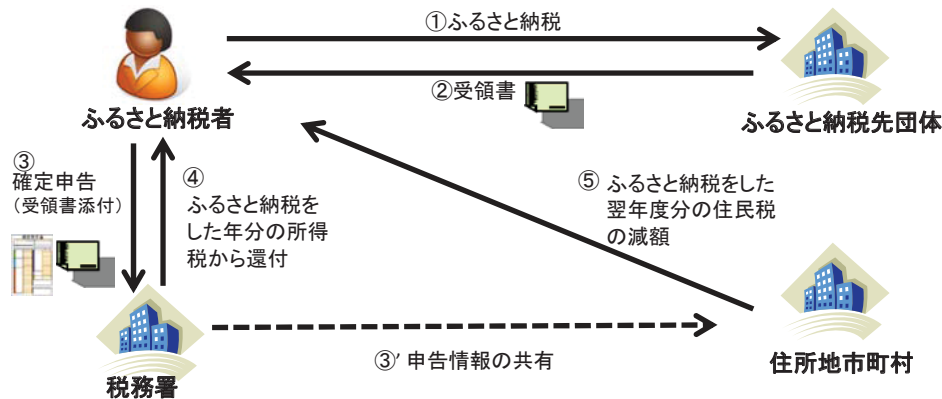 ①ふるさと納税
②受領書
ふるさと納税者
ふるさと納税先団体
③
確定申告
（受領書添付）
④
ふるさと納税を
した年分の所得
税から還付
⑤ ふるさと納税をした
翌年度分の住民税
の減額
③’ 申告情報の共有
税務署
住所地市町村